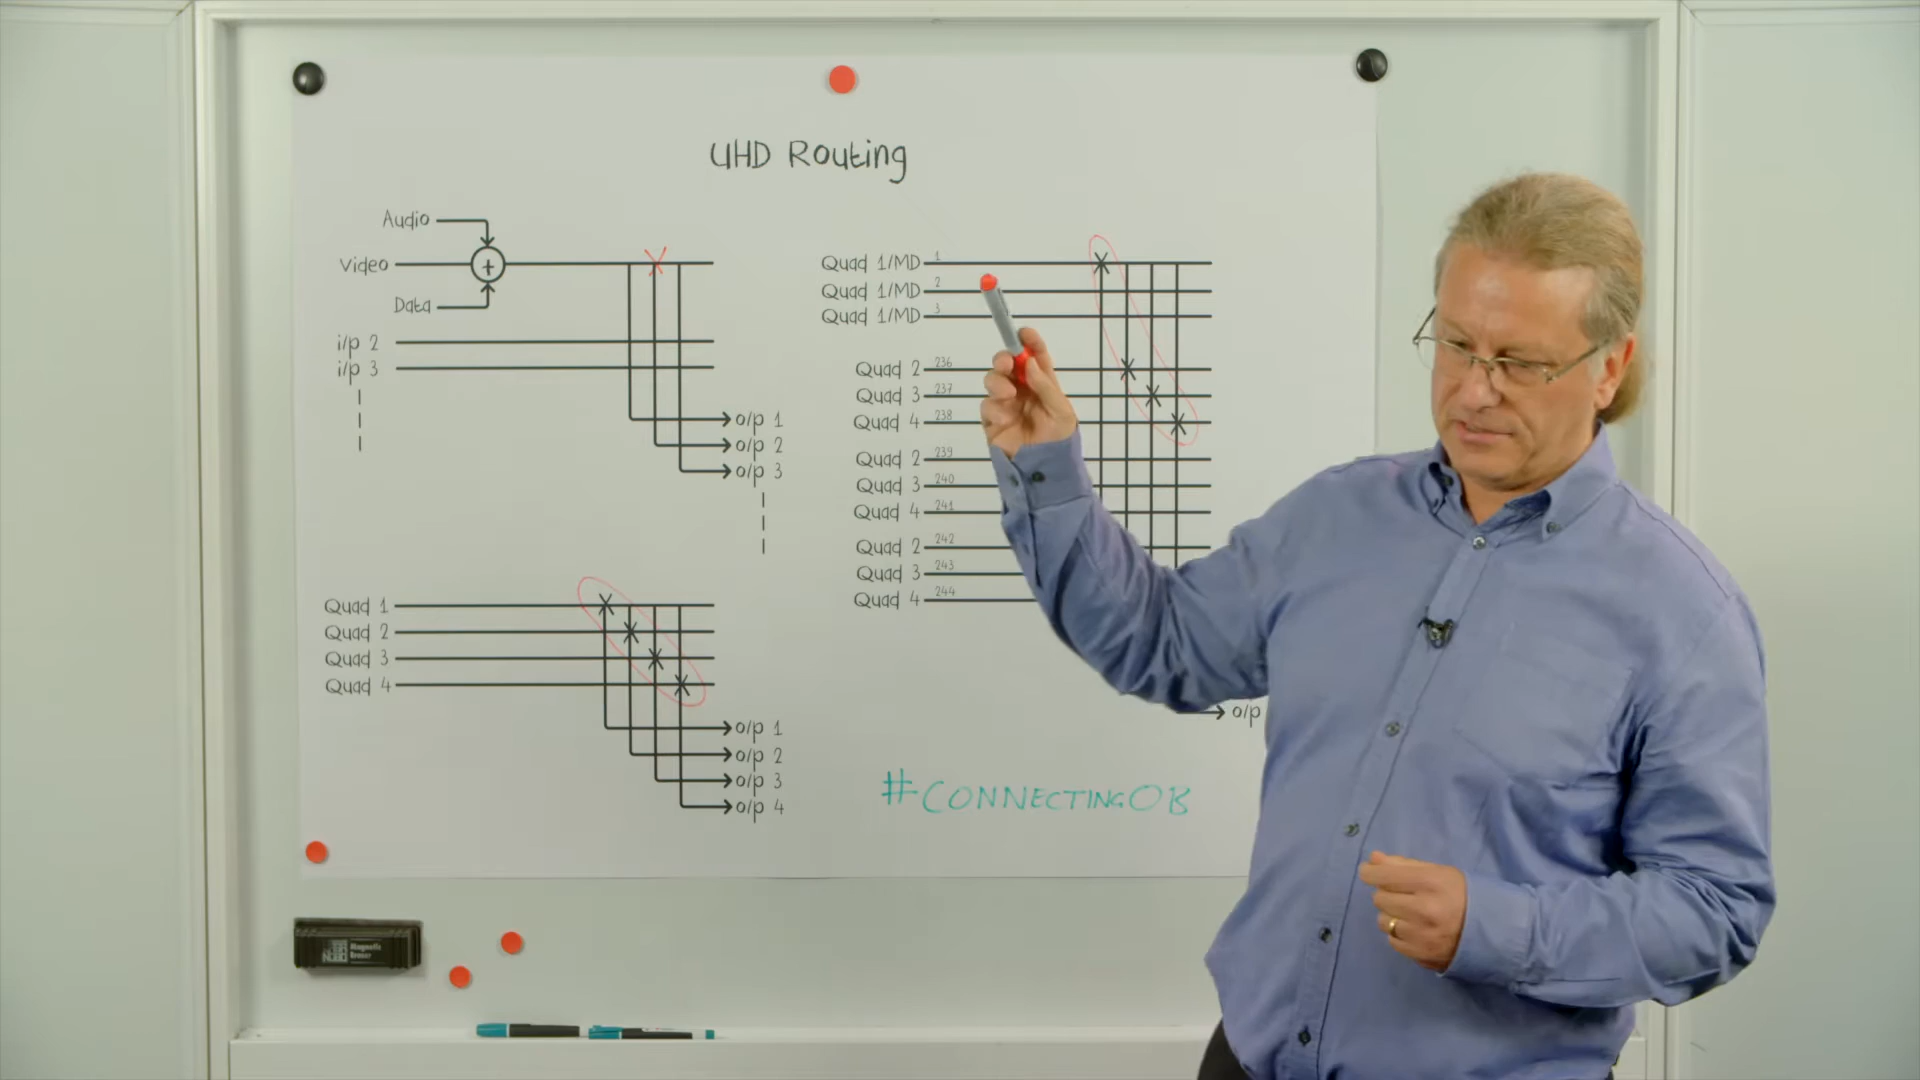 UHD Routing
Audio
Video
+
Data
i/p 2
i/p 3
o/p 1
o/p 2
o/p 3
Quad 1
Quad 2
Quad 3
Quad 4
o/p 1
o/p 2
o/p 3
o/p 4
Quad 1/MD 1
Quad 1/MD 2
Quad 1/MD 3
Quad 2 236
Quad 3 237
Quad 4 238
Quad 2 239
Quad 3 240
Quad 4 241
Quad 2 242
Quad 3 243
Quad 4 244
o/p
#CONNECTINGOB
Magnetic
Eraser